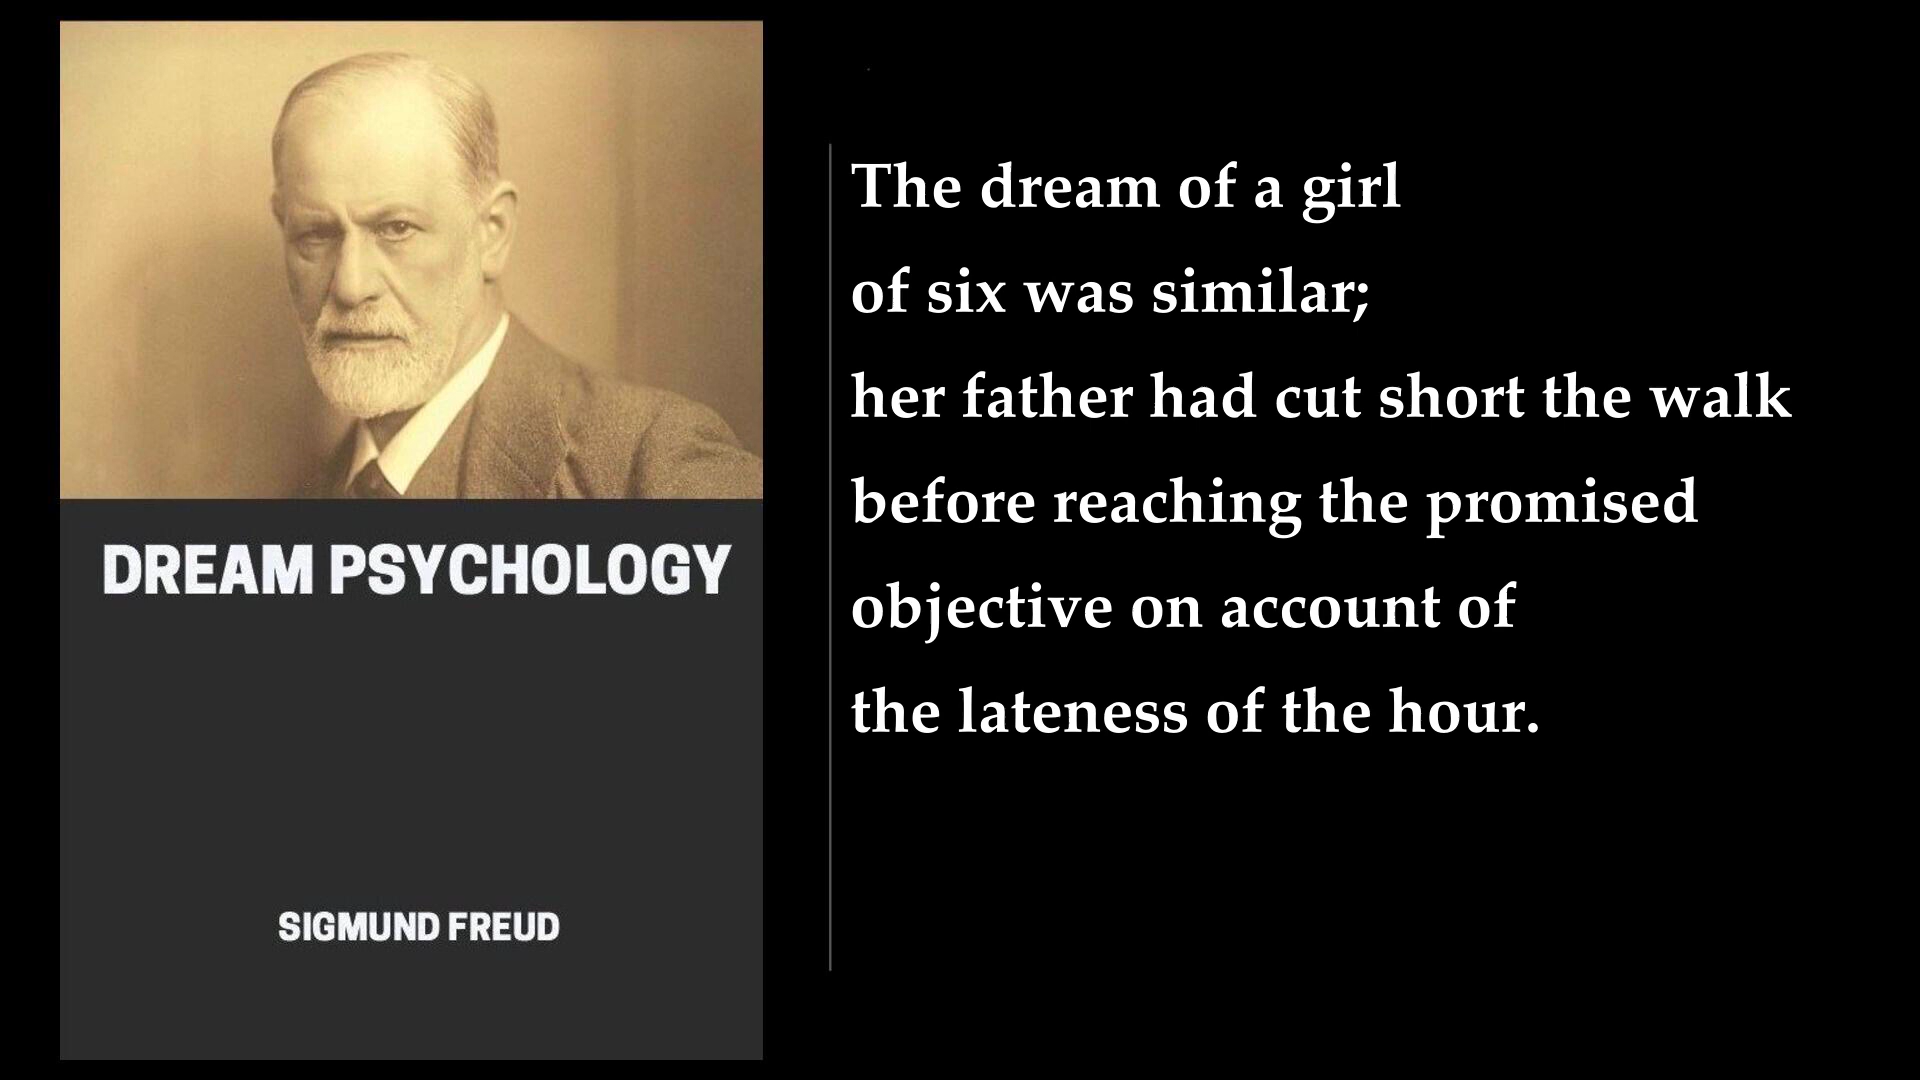 DREAM PSYCHOLOGY
SIGMUND FREUD
The dream of a girl
of six was similar;
her father had cut short the walk
before reaching the promised
objective on account of
the lateness of the hour.